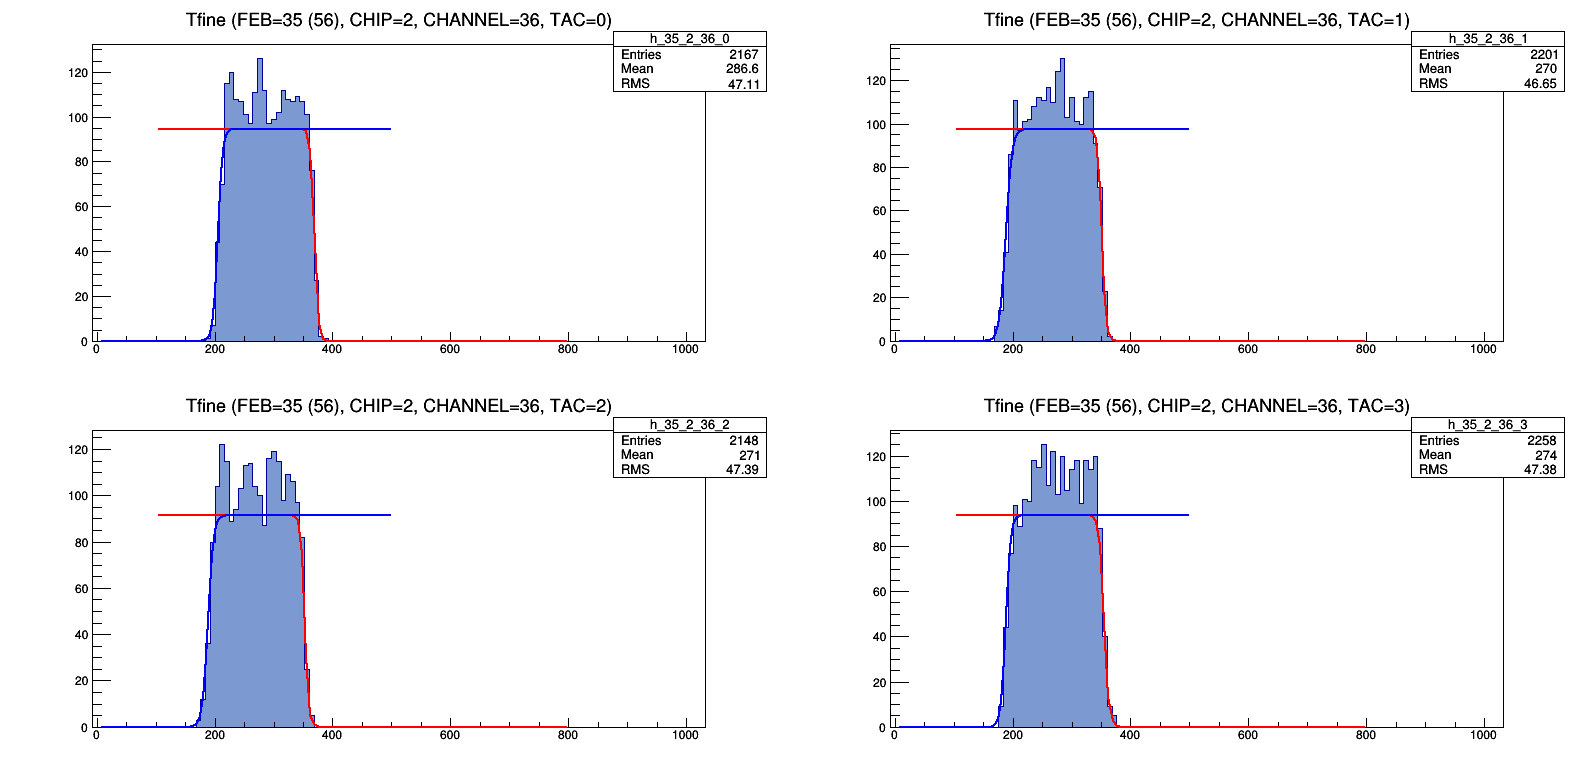 Tfine (FEB=35 (56), CHIP=2, CHANNEL=36, TAC=0)
h_35_2_36_0
Entries 2167
Mean 286.6
RMS 47.11
120
100
80
60
40
20
0
0 200 400 600 800 1000
Tfine (FEB=35 (56), CHIP=2, CHANNEL=36, TAC=1)
h_35_2_36_1
Entries 2201
Mean 270
RMS 46.65
120
100
80
60
40
20
0
0 200 400 600 800 1000
Tfine (FEB=35 (56), CHIP=2, CHANNEL=36, TAC=2)
h_35_2_36_2
Entries 2148
Mean 271
RMS 47.39
120
100
80
60
40
20
0
0 200 400 600 800 1000
Tfine (FEB=35 (56), CHIP=2, CHANNEL=36, TAC=3)
h_35_2_36_3
Entries 2258
Mean 274
RMS 47.38
120
100
80
60
40
20
0
0 200 400 600 800 1000